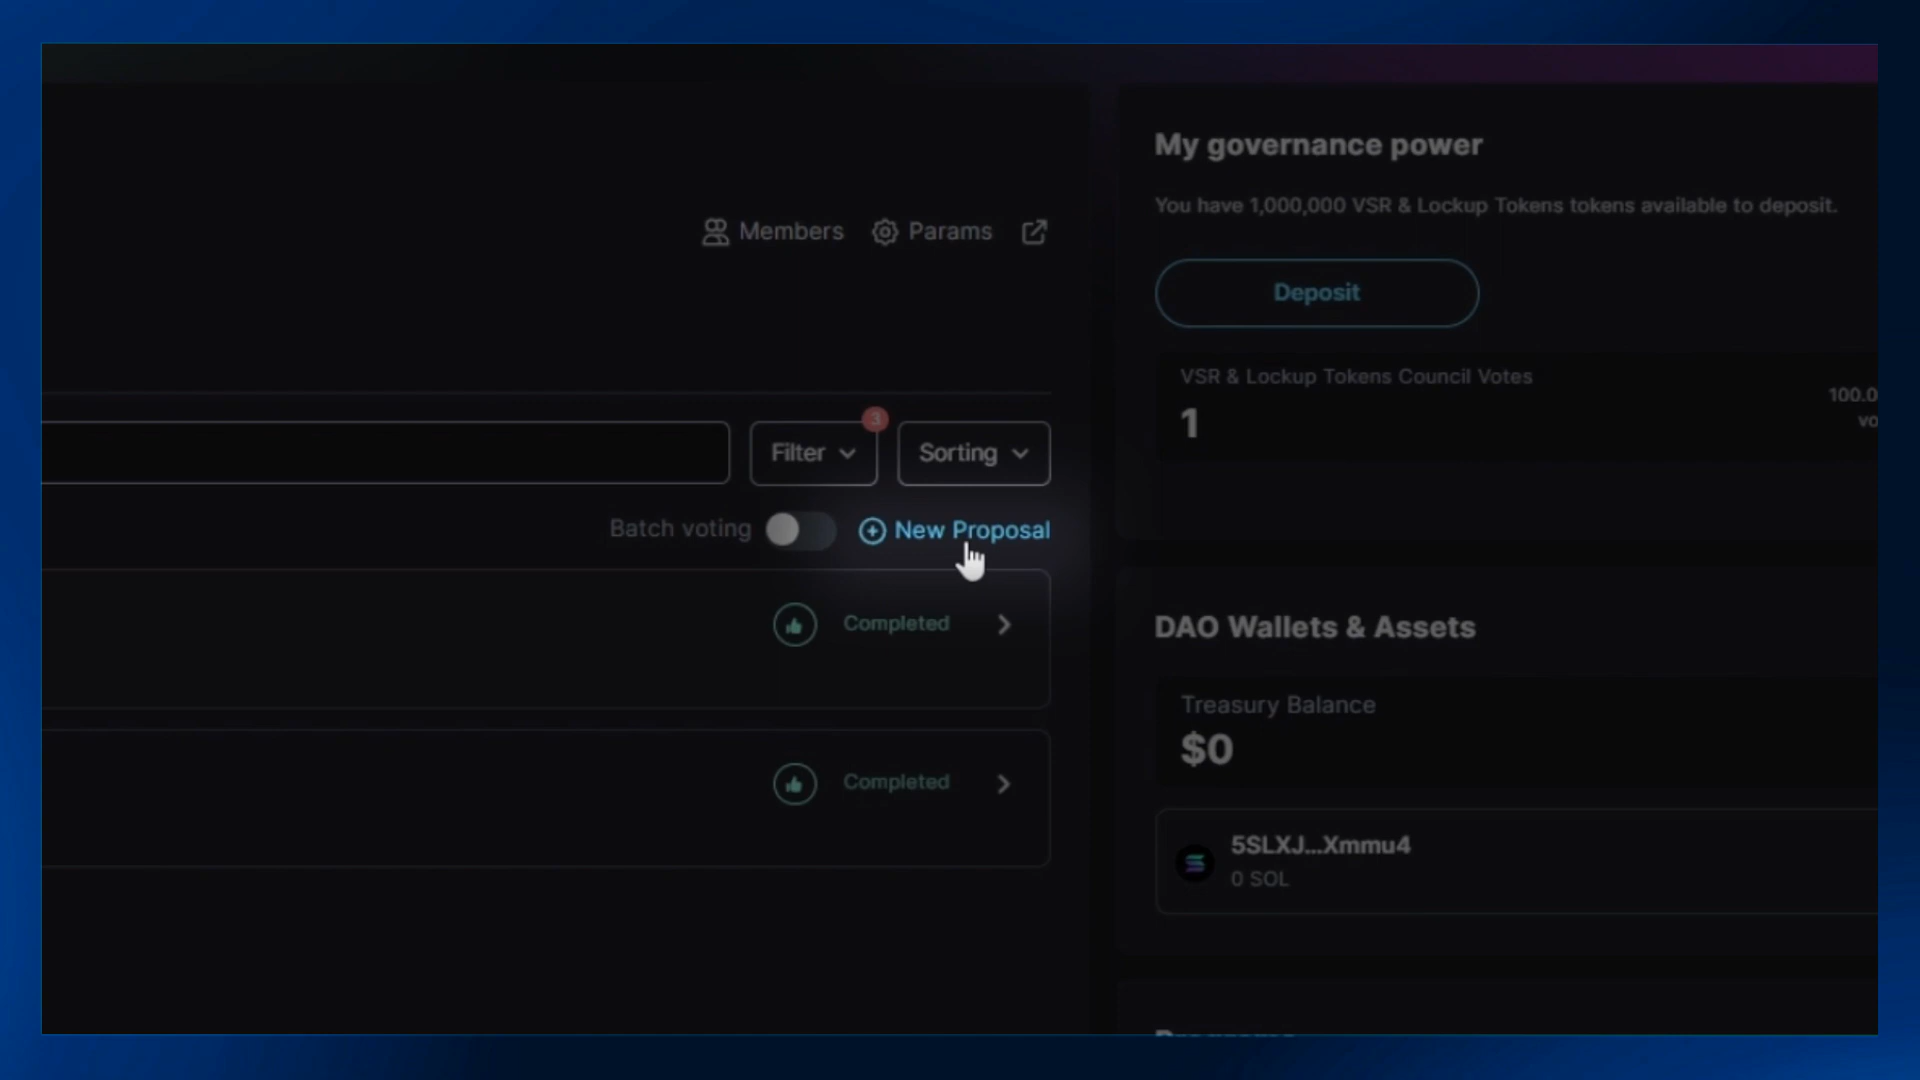 Members
Params
3
Filter
Sorting
Batch voting
New Proposal
Completed
Completed
My governance power
You have 1,000,000 VSR & Lockup Tokens tokens available to deposit.
Deposit
VSR & Lockup Tokens Council Votes
1
100.0
vo
DAO Wallets & Assets
Treasury Balance
$0
5SLXJ...Xmmu4
0 SOL